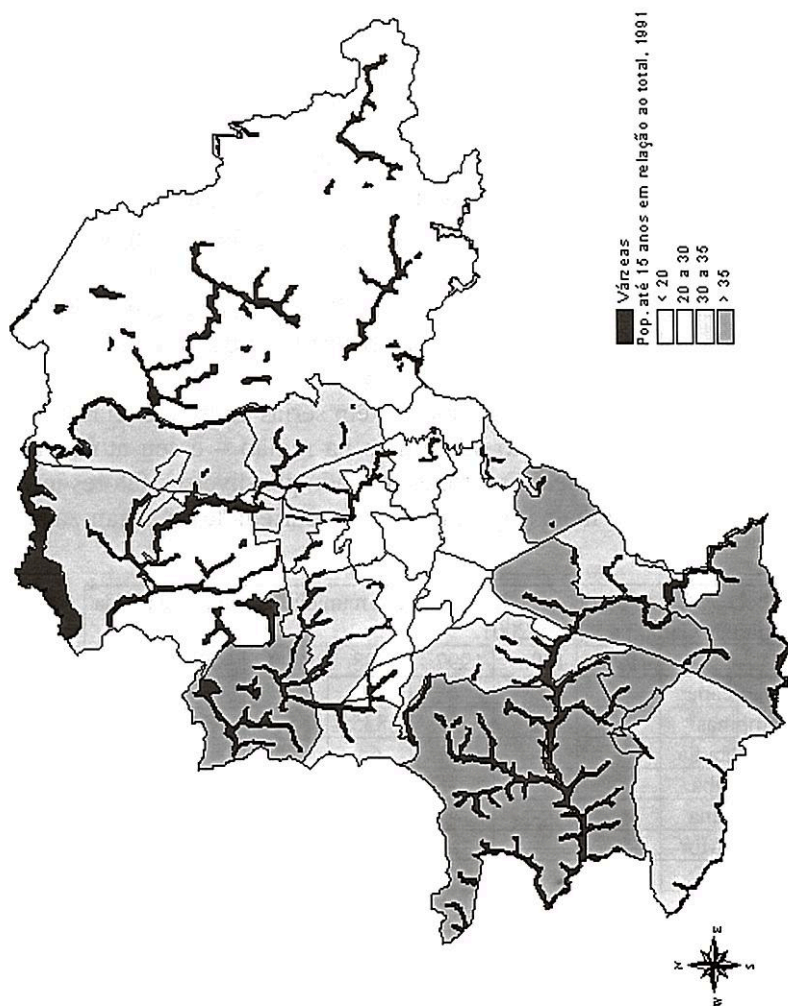 Várzeas
Pop. até 15 anos em relação ao total, 1991
< 20
20 a 30
30 a 35
> 35
N
W
E
S